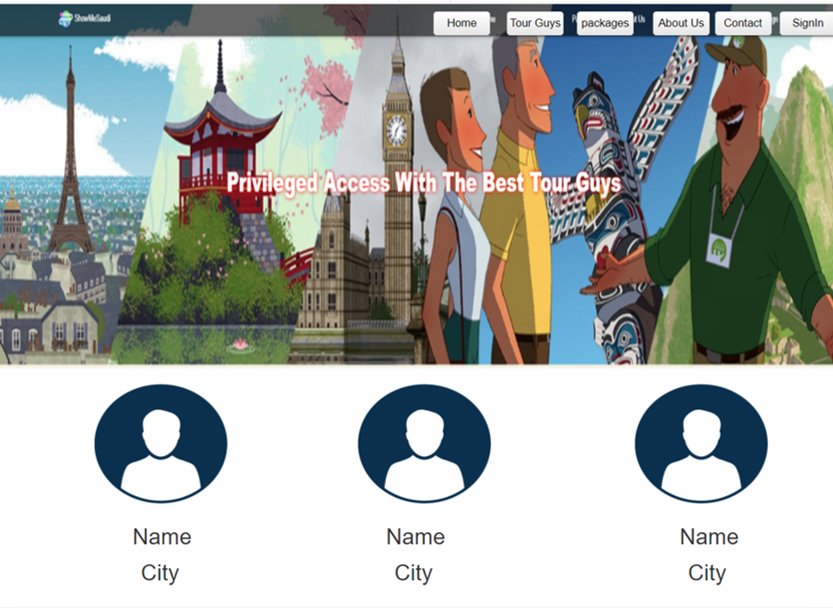 ShowMeSaudi
Home Tour Guys packages About Us Contact SignIn
Privileged Access With The Best Tour Guys
Name Name Name
City City City